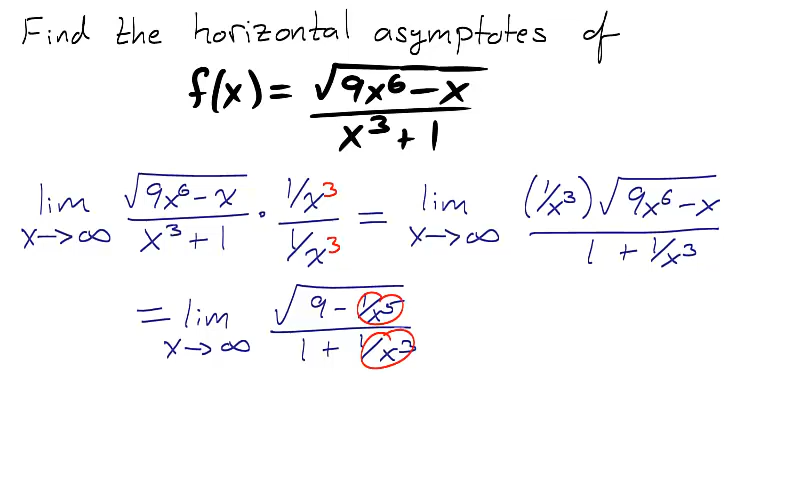 Find the horizontal asymptotes of
f(x) = √(9x⁶ − x) / (x³ + 1)
lim x→∞ √(9x⁶ − x) / (x³ + 1) · (1/x³) / (1/x³) = lim x→∞ (1/x³)√(9x⁶ − x) / (1 + 1/x³)
= lim x→∞ √(9 − 1/x⁵) / (1 + 1/x³)